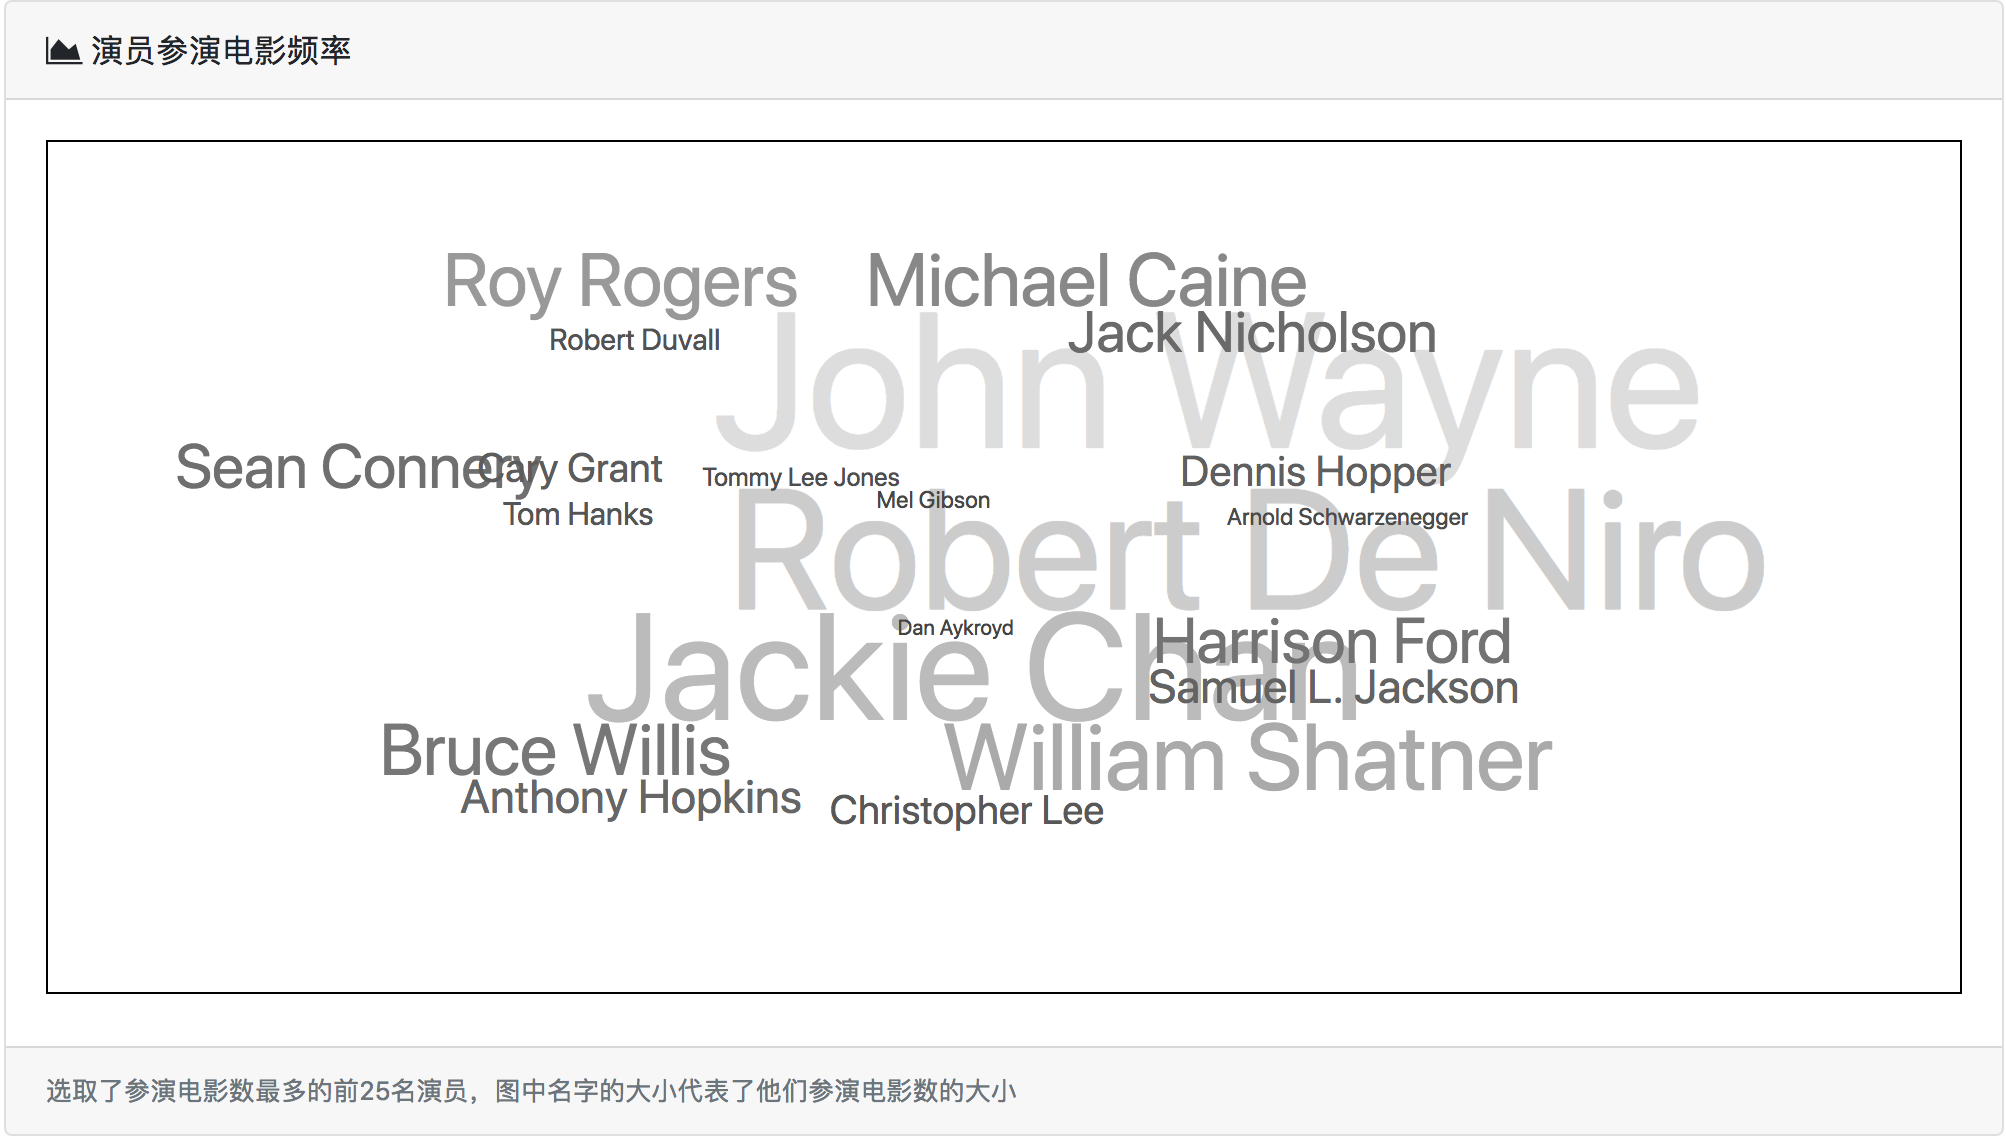 演员参演电影频率
Roy Rogers
Michael Caine
Jack Nicholson
Robert Duvall
John Wayne
Sean Connery
Cary Grant
Tommy Lee Jones
Dennis Hopper
Mel Gibson
Tom Hanks
Arnold Schwarzenegger
Robert De Niro
Dan Aykroyd
Harrison Ford
Jackie Chan
Samuel L. Jackson
Bruce Willis
William Shatner
Anthony Hopkins
Christopher Lee
选取了参演电影数最多的前25名演员，图中名字的大小代表了他们参演电影数的大小